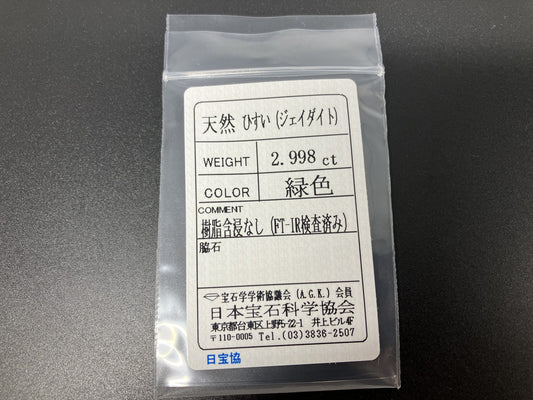 天然 ひすい (ジェイダイト)
WEIGHT 2.998 ct
COLOR 緑色
COMMENT
樹脂含浸なし (FT-IR検査済み)
脇石
宝石学学術協議会 (A.G.K.) 会員
日本宝石科学協会
東京都台東区上野5-22-1 井上ビル4F
〒110-0005 Tel.(03)3836-2507
日宝協